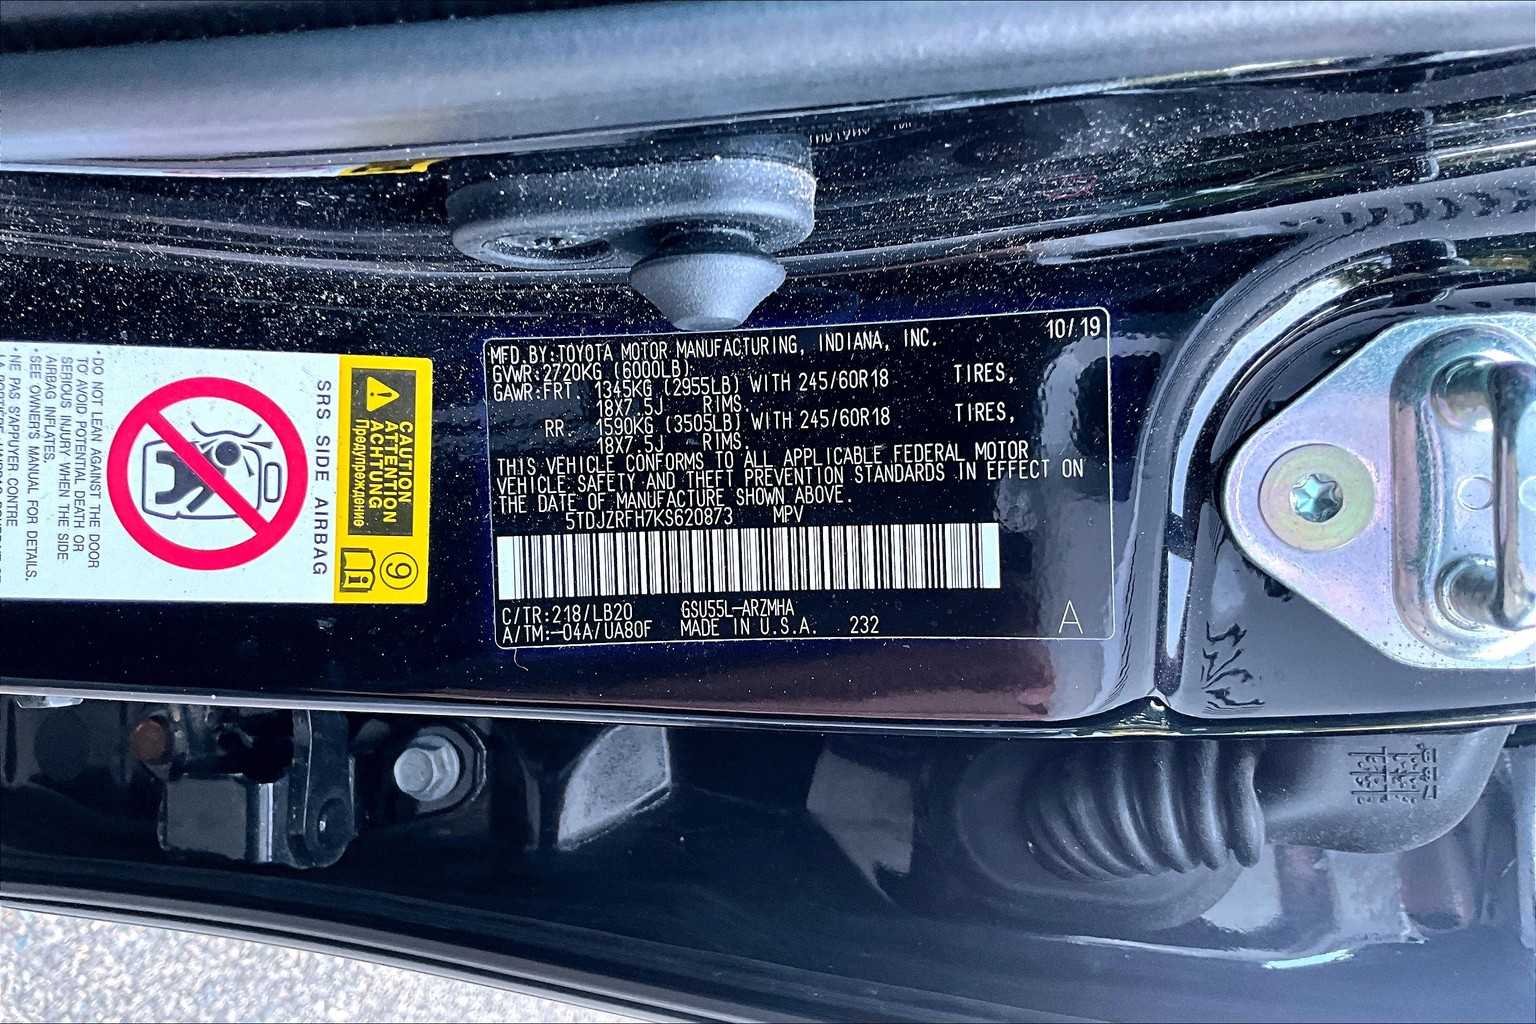 10/19
MFD.BY:TOYOTA MOTOR MANUFACTURING, INDIANA, INC.
GVWR:2720KG (6000LB)
GAWR:FRT. 1345KG (2955LB) WITH 245/60R18 TIRES,
18X7.5J RIMS.
RR. 1590KG (3505LB) WITH 245/60R18 TIRES,
18X7.5J RIMS.
THIS VEHICLE CONFORMS TO ALL APPLICABLE FEDERAL MOTOR
VEHICLE SAFETY AND THEFT PREVENTION STANDARDS IN EFFECT ON
THE DATE OF MANUFACTURE SHOWN ABOVE.
5TDJZRFH7KS620873 MPV
C/TR:218/LB20 GSU55L-ARZMHA
A/TM:-04A/UA80F MADE IN U.S.A. 232
A
CAUTION
ATTENTION
ACHTUNG
Предупреждение
9
SRS SIDE AIRBAG
•DO NOT LEAN AGAINST THE DOOR
TO AVOID POTENTIAL DEATH OR
SERIOUS INJURY WHEN THE SIDE
AIRBAG INFLATES.
•SEE OWNER'S MANUAL FOR DETAILS.
•NE PAS S'APPUYER CONTRE